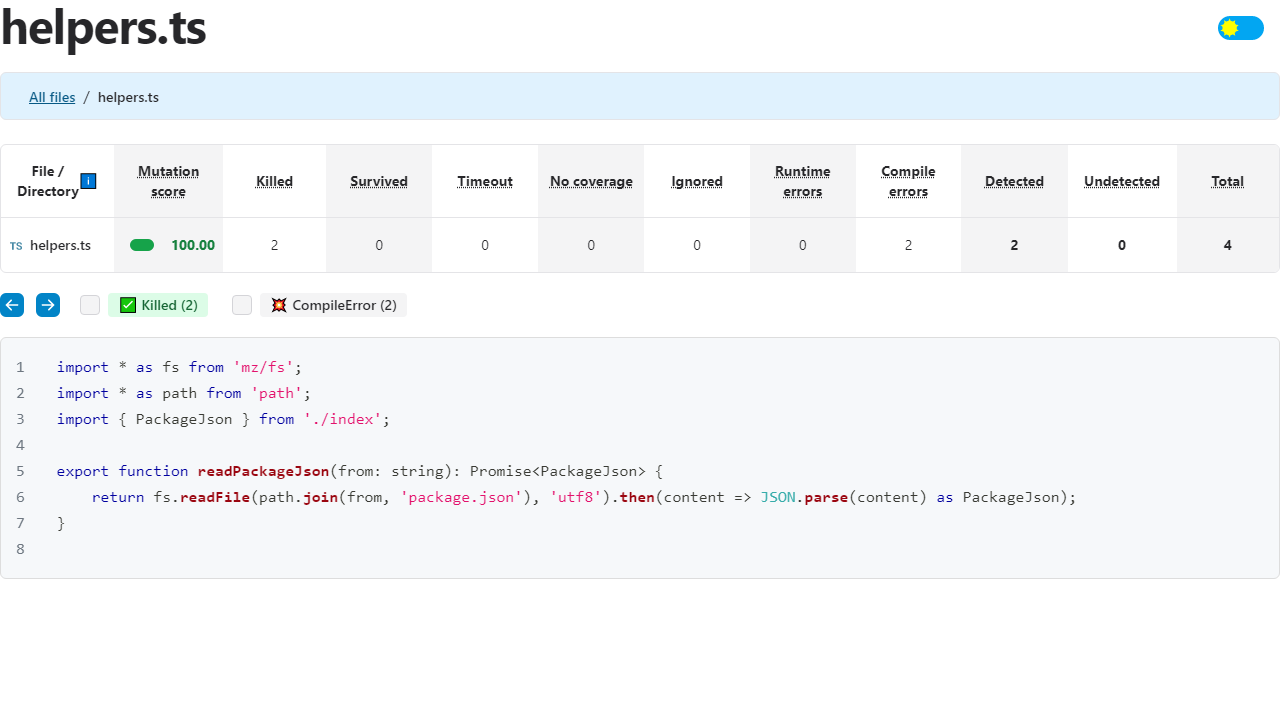 helpers.ts
All files / helpers.ts
File / Directory i Mutation score Killed Survived Timeout No coverage Ignored Runtime errors Compile errors Detected Undetected Total
TS helpers.ts 100.00 2 0 0 0 0 0 2 2 0 4
Killed (2) CompileError (2)
1 import * as fs from 'mz/fs';
2 import * as path from 'path';
3 import { PackageJson } from './index';
4
5 export function readPackageJson(from: string): Promise<PackageJson> {
6     return fs.readFile(path.join(from, 'package.json'), 'utf8').then(content => JSON.parse(content) as PackageJson);
7 }
8